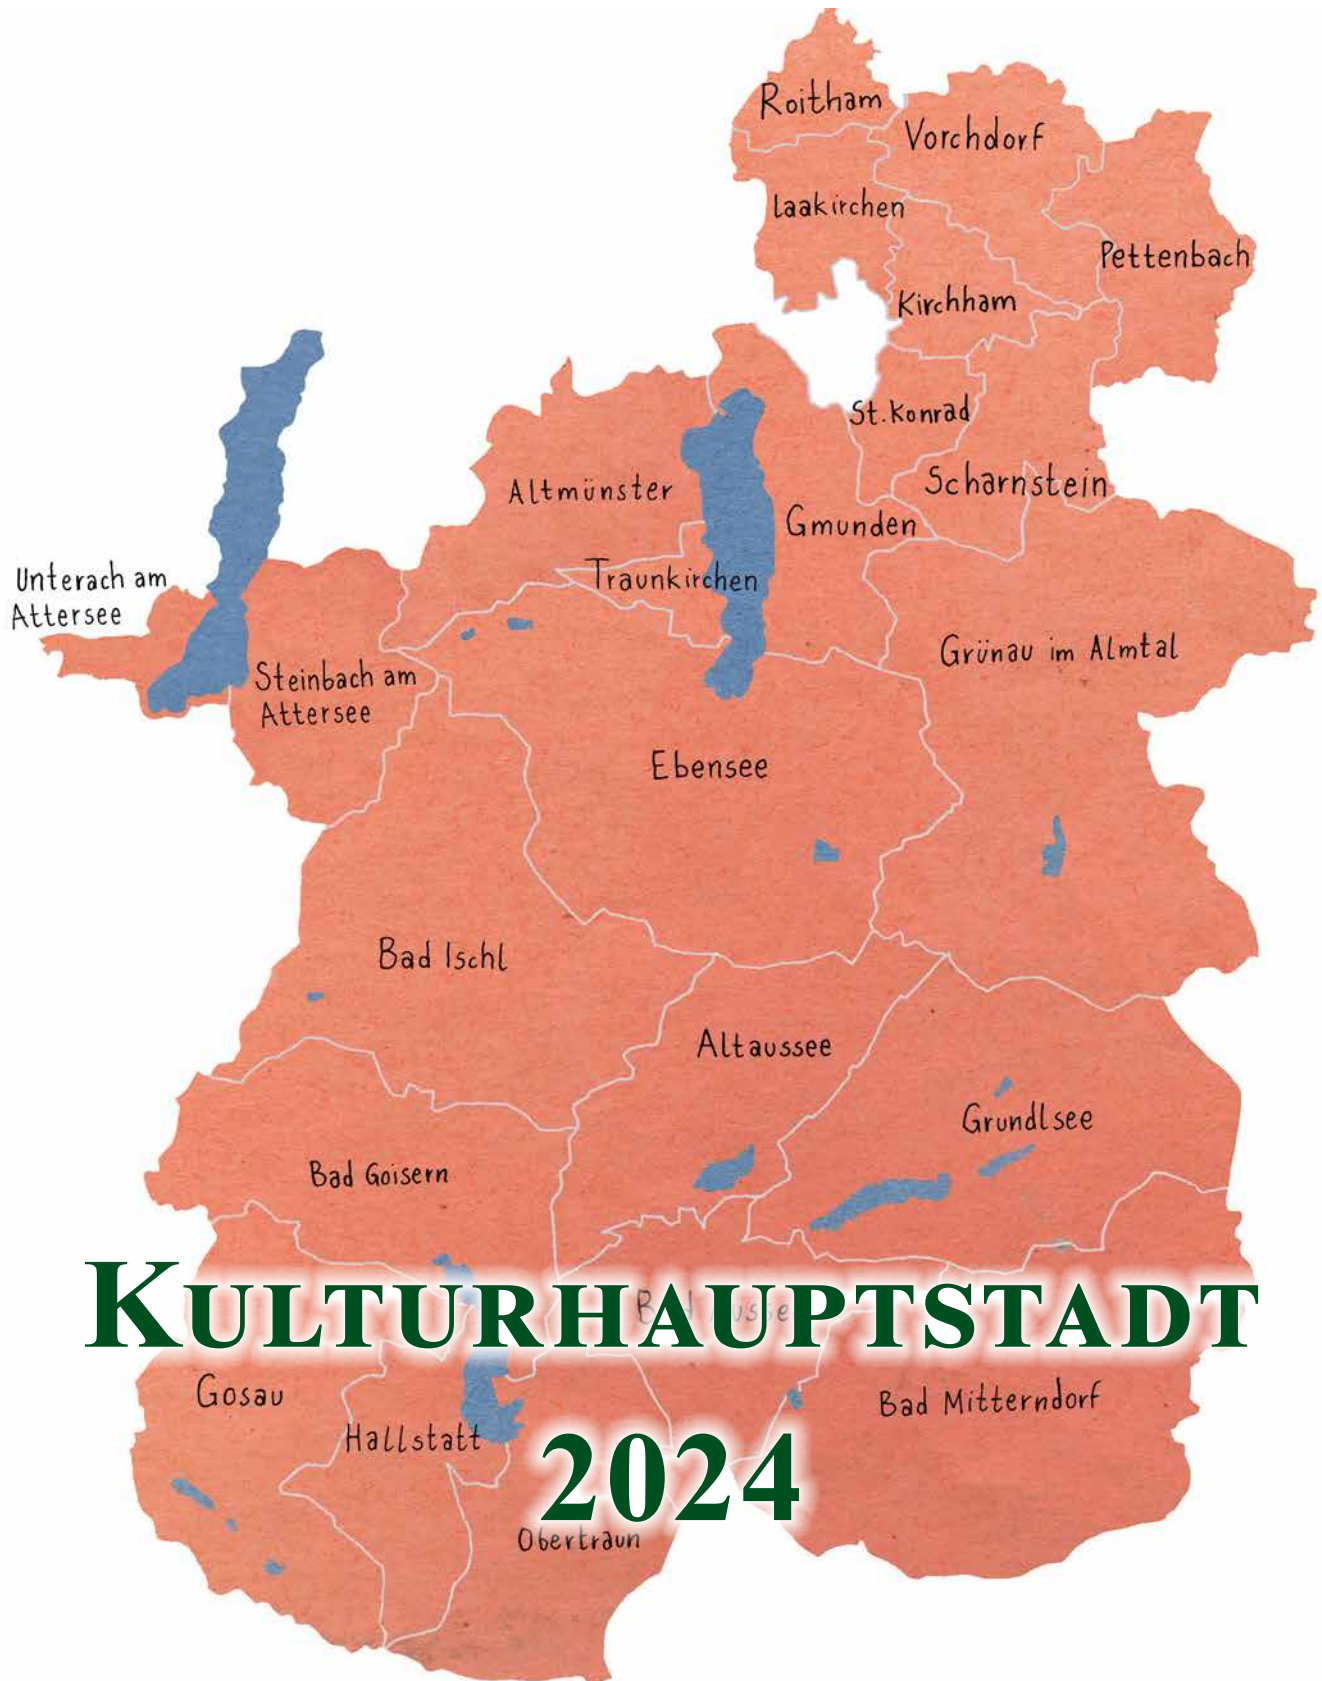 Roitham
Vorchdorf
Laakirchen
Pettenbach
Kirchham
St. Konrad
Scharnstein
Altmünster
Gmunden
Traunkirchen
Unterach am
Attersee
Grünau im Almtal
Steinbach am
Attersee
Ebensee
Bad Ischl
Altaussee
Grundlsee
Bad Goisern
KULTURHAUPTSTADT
Gosau
Bad Mitterndorf
Hallstatt
2024
Obertraun